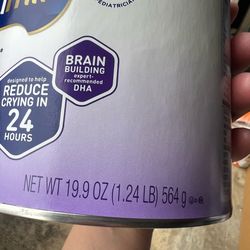 PEDIATRICIAN
BRAIN
BUILDING
expert-
recommended
DHA
designed to help
REDUCE
CRYING IN
24
HOURS
NET WT 19.9 OZ (1.24 LB) 564 g